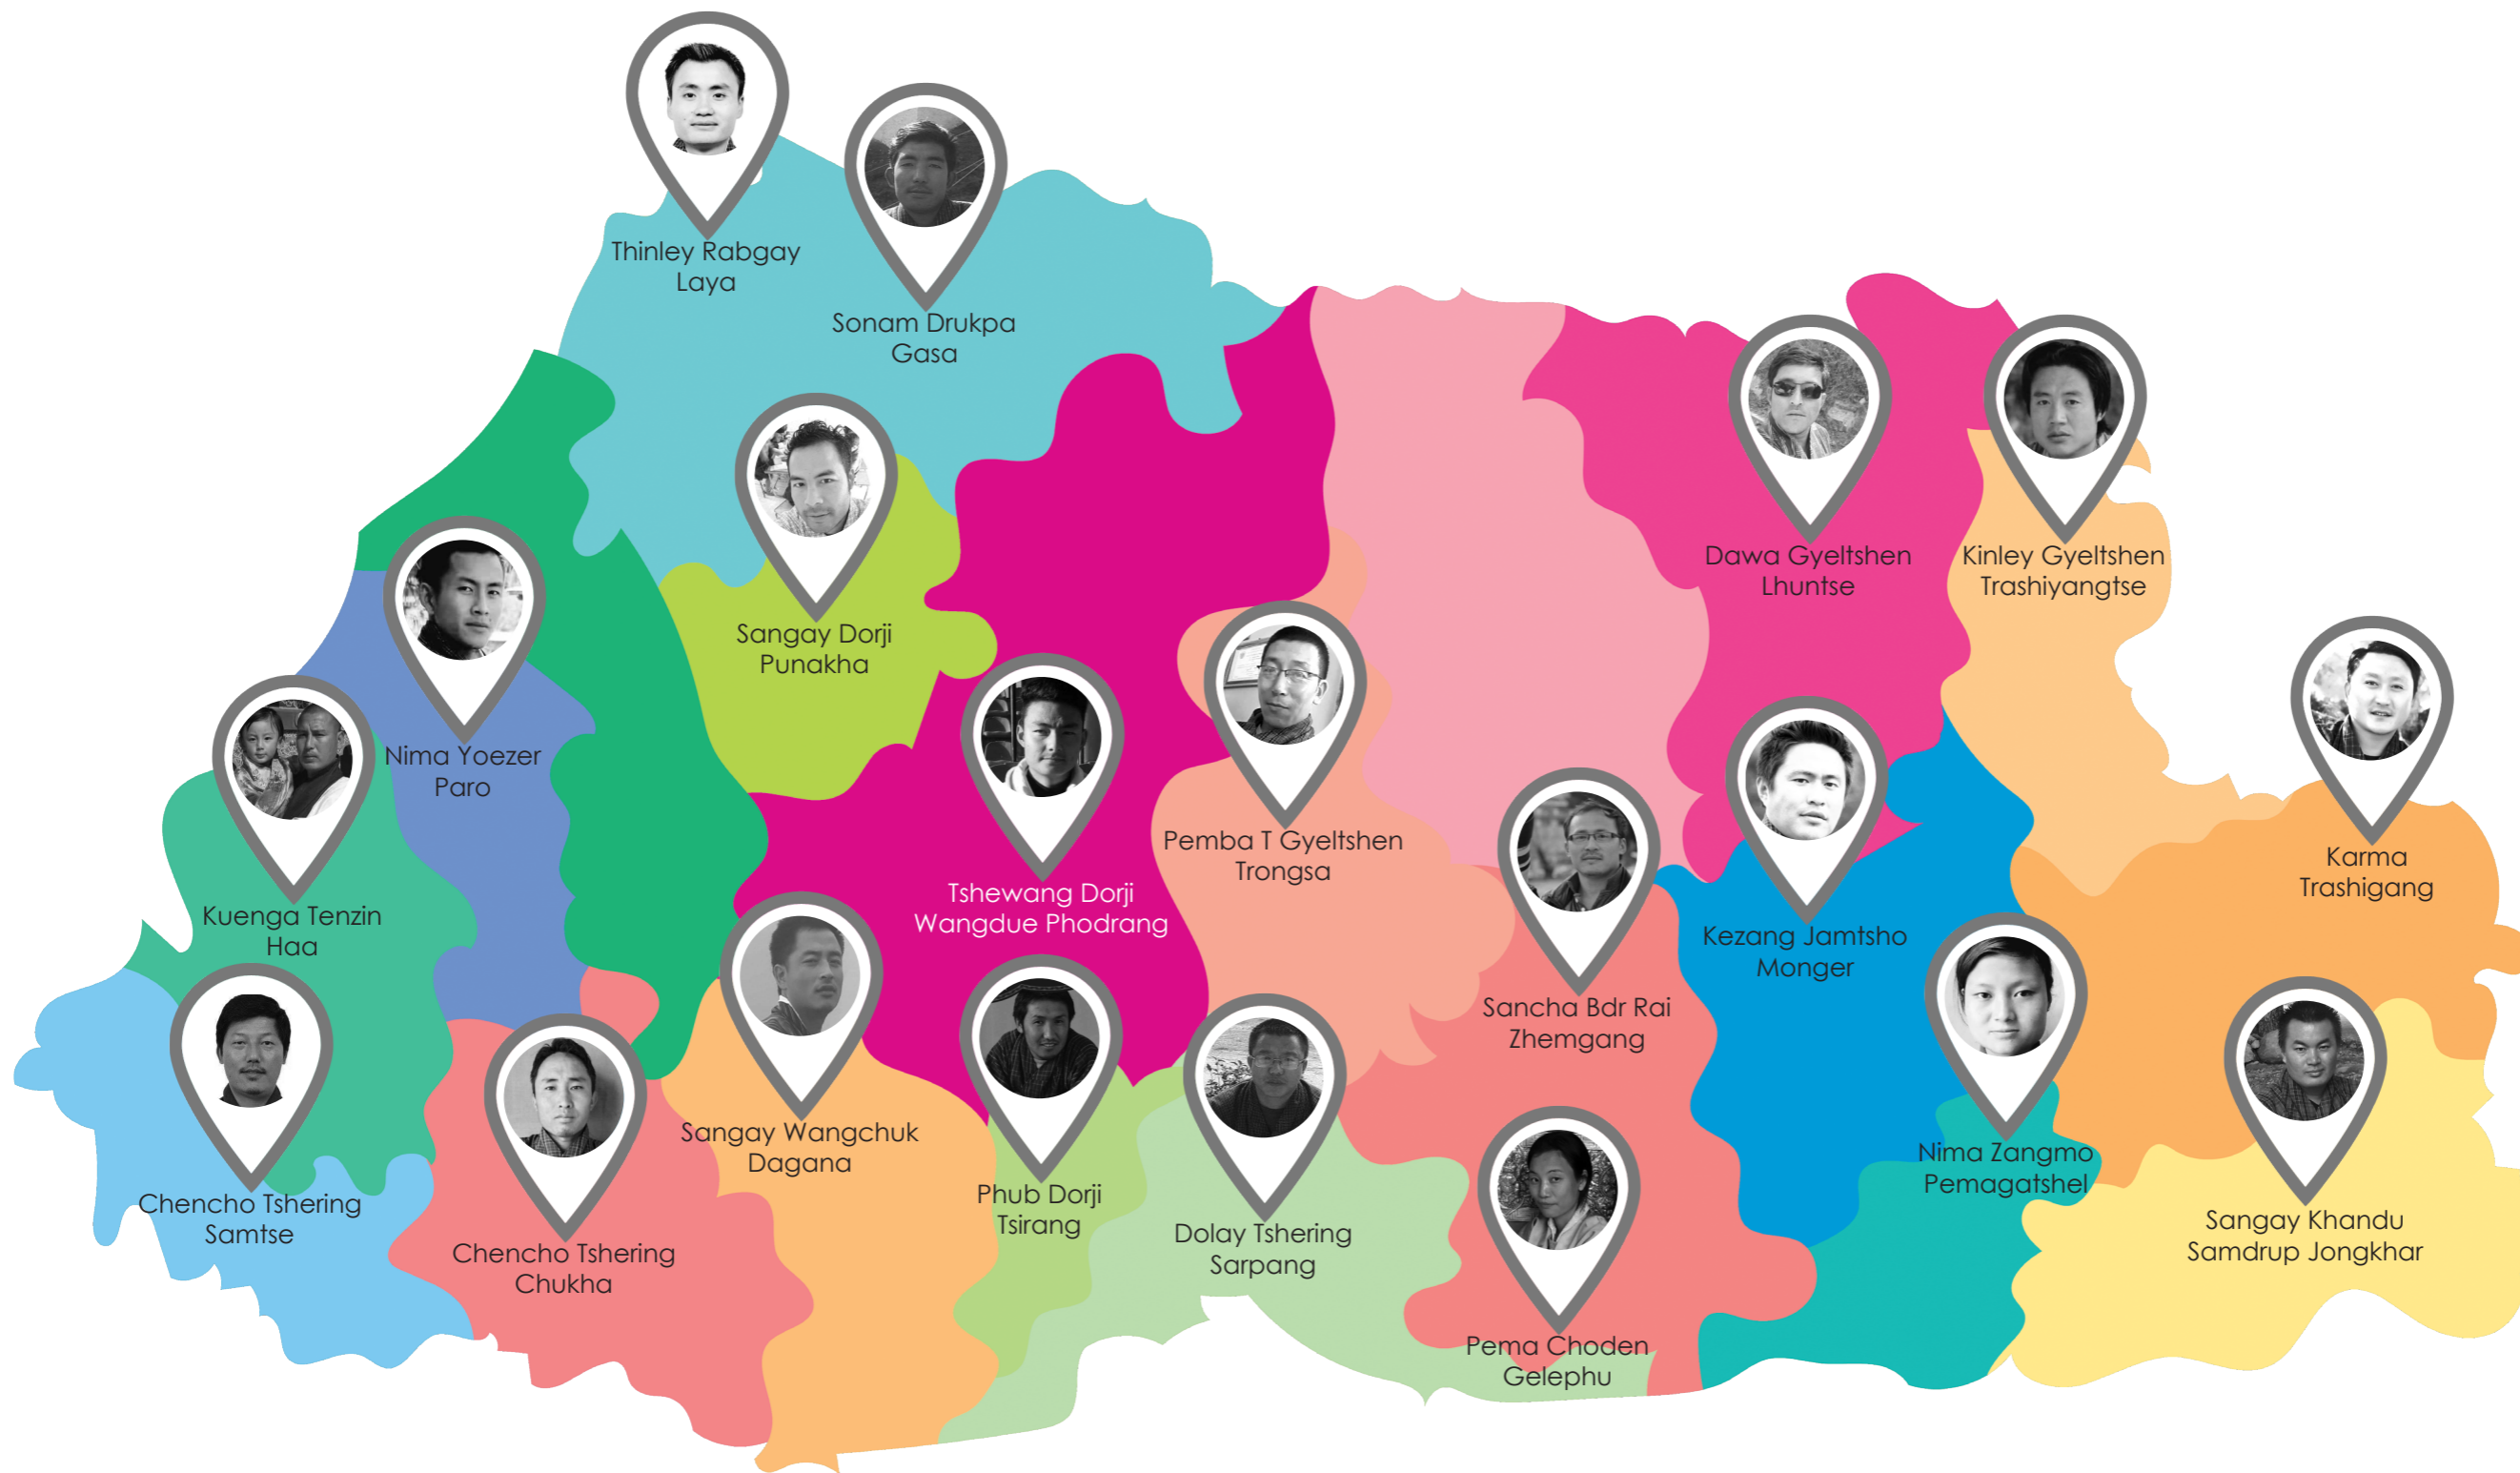 Thinley Rabgay
Laya
Sonam Drukpa
Gasa
Dawa Gyeltshen
Lhuntse
Kinley Gyeltshen
Trashiyangtse
Sangay Dorji
Punakha
Nima Yoezer
Paro
Pemba T Gyeltshen
Trongsa
Karma
Trashigang
Tshewang Dorji
Wangdue Phodrang
Kuenga Tenzin
Haa
Kezang Jamtsho
Monger
Sancha Bdr Rai
Zhemgang
Sangay Wangchuk
Dagana
Nima Zangmo
Pemagatshel
Chencho Tshering
Samtse
Phub Dorji
Tsirang
Sangay Khandu
Samdrup Jongkhar
Dolay Tshering
Sarpang
Chencho Tshering
Chukha
Pema Choden
Gelephu